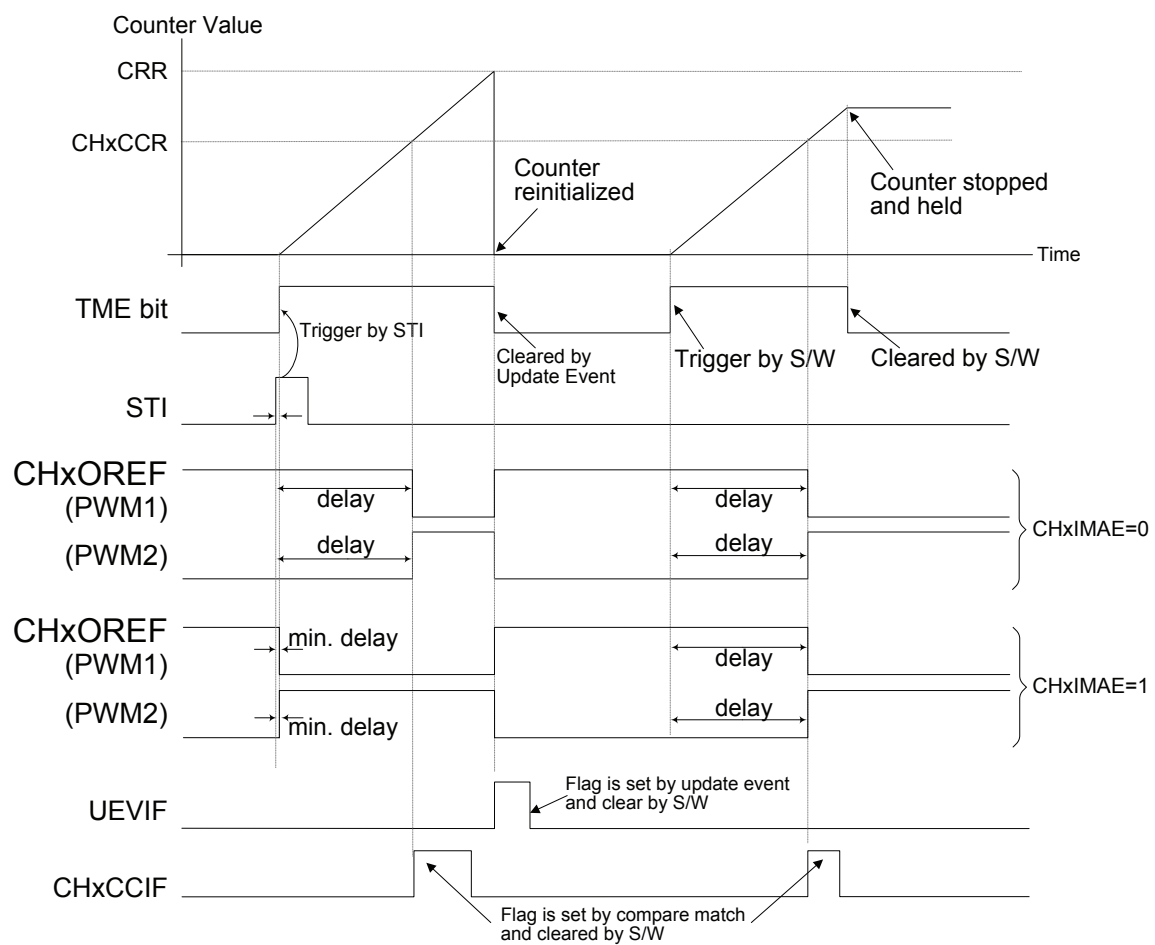 Counter Value
CRR
CHxCCR
Counter
reinitialized
Counter stopped
and held
Time
TME bit
Trigger by STI
Cleared by
Update Event
Trigger by S/W
Cleared by S/W
STI
CHxOREF
(PWM1)
delay
delay
(PWM2)
delay
delay
CHxIMAE=0
CHxOREF
(PWM1)
min. delay
delay
(PWM2)
min. delay
delay
CHxIMAE=1
UEVIF
Flag is set by update event
and clear by S/W
CHxCCIF
Flag is set by compare match
and cleared by S/W